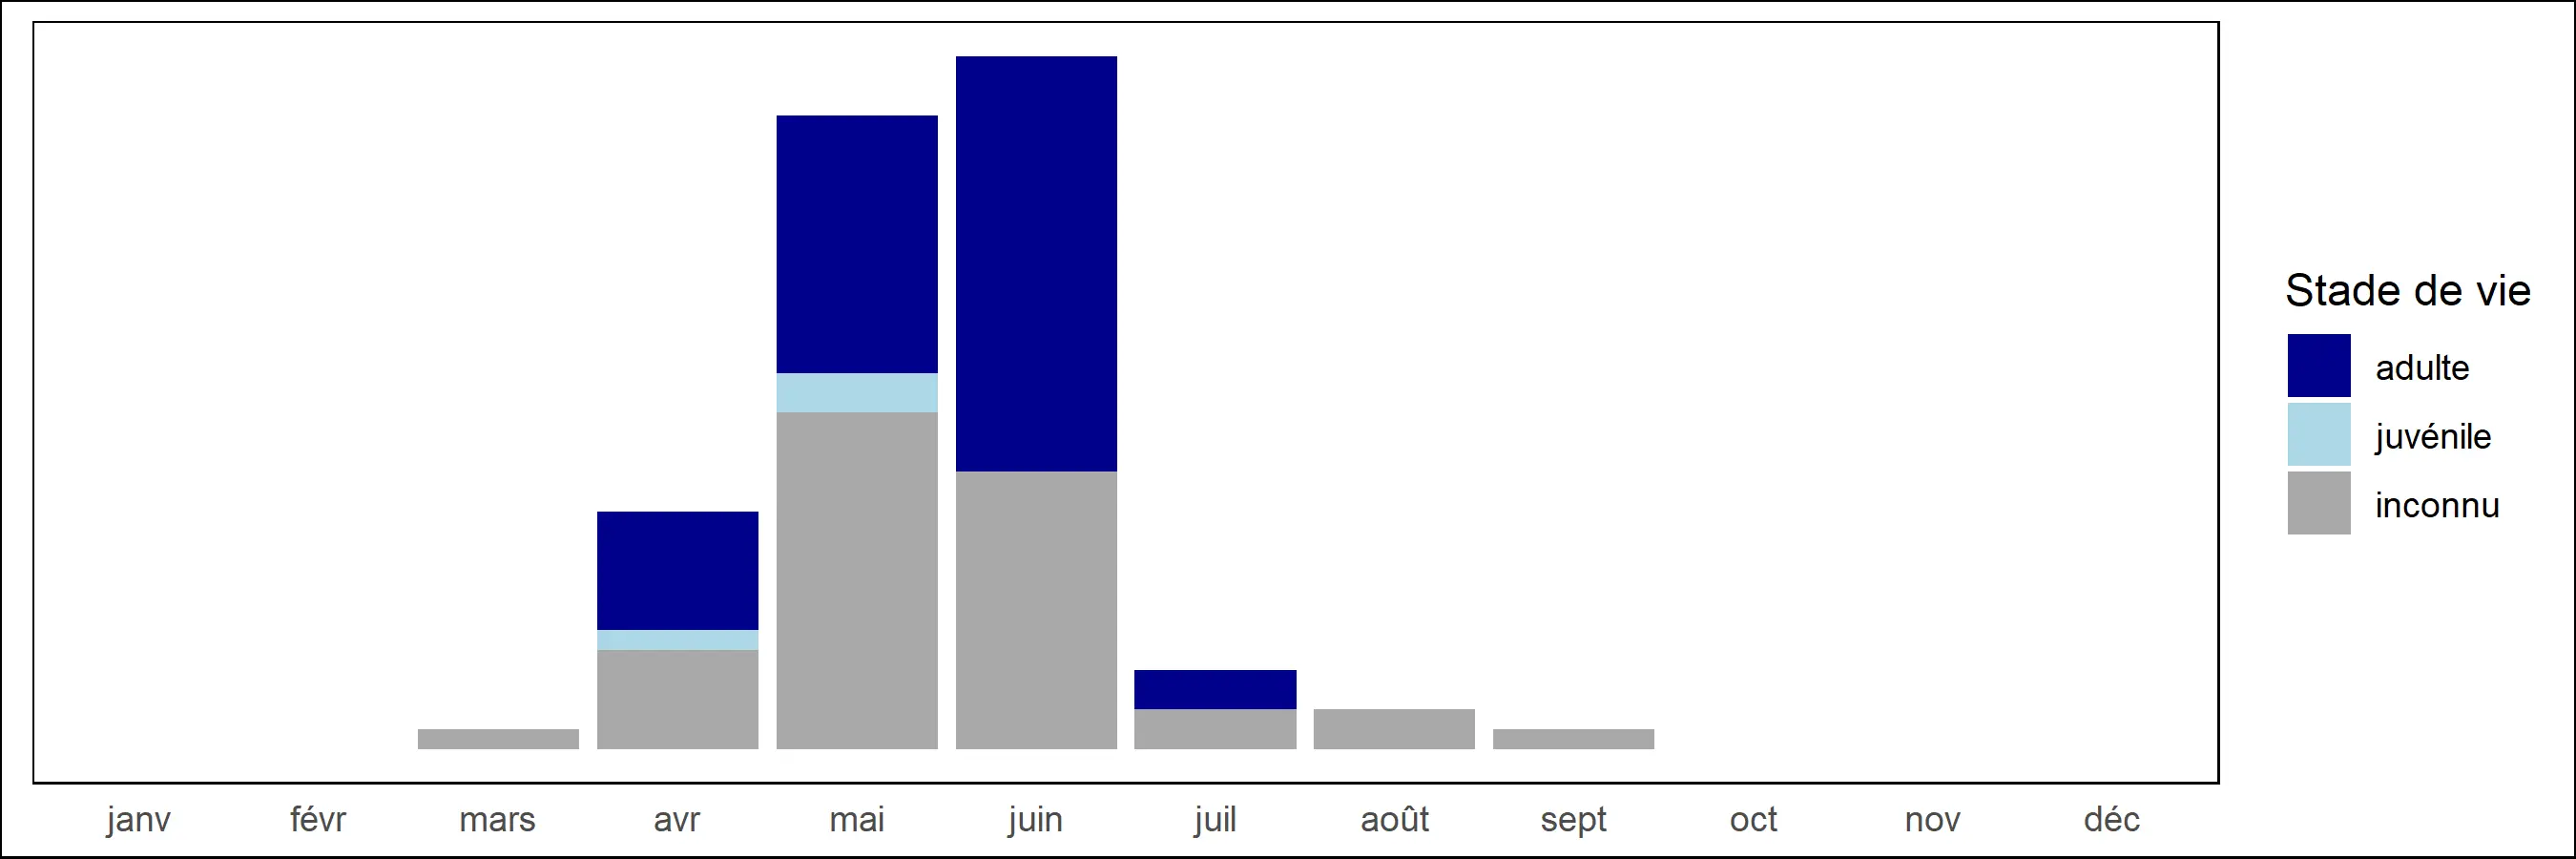 Stade de vie
adulte
juvénile
inconnu
janv févr mars avr mai juin juil août sept oct nov déc